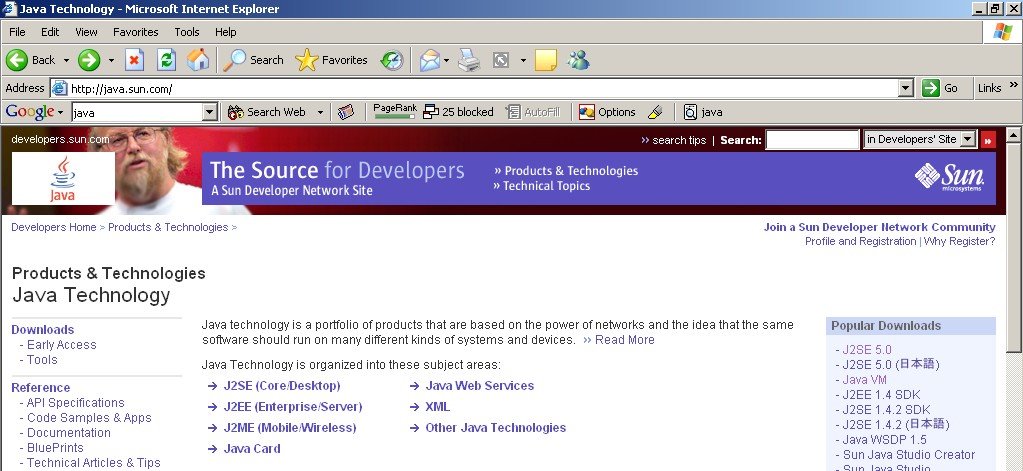 Java Technology - Microsoft Internet Explorer
File Edit View Favorites Tools Help
Back Search Favorites
Address http://java.sun.com/ Go Links »
Google java Search Web PageRank 25 blocked AutoFill Options java
developers.sun.com
» search tips | Search: in Developers' Site »
Java
The Source for Developers
A Sun Developer Network Site
» Products & Technologies
» Technical Topics
Sun
microsystems
Developers Home > Products & Technologies >
Join a Sun Developer Network Community
Profile and Registration | Why Register?
Products & Technologies
Java Technology
Downloads
- Early Access
- Tools
Reference
- API Specifications
- Code Samples & Apps
- Documentation
- BluePrints
- Technical Articles & Tips
Java technology is a portfolio of products that are based on the power of networks and the idea that the same
software should run on many different kinds of systems and devices. » Read More
Java Technology is organized into these subject areas:
→ J2SE (Core/Desktop)
→ J2EE (Enterprise/Server)
→ J2ME (Mobile/Wireless)
→ Java Card
→ Java Web Services
→ XML
→ Other Java Technologies
Popular Downloads
- J2SE 5.0
- J2SE 5.0 (日本語)
- Java VM
- J2EE 1.4 SDK
- J2SE 1.4.2 SDK
- J2SE 1.4.2 (日本語)
- Java WSDP 1.5
- Sun Java Studio Creator
- Sun Java Studio